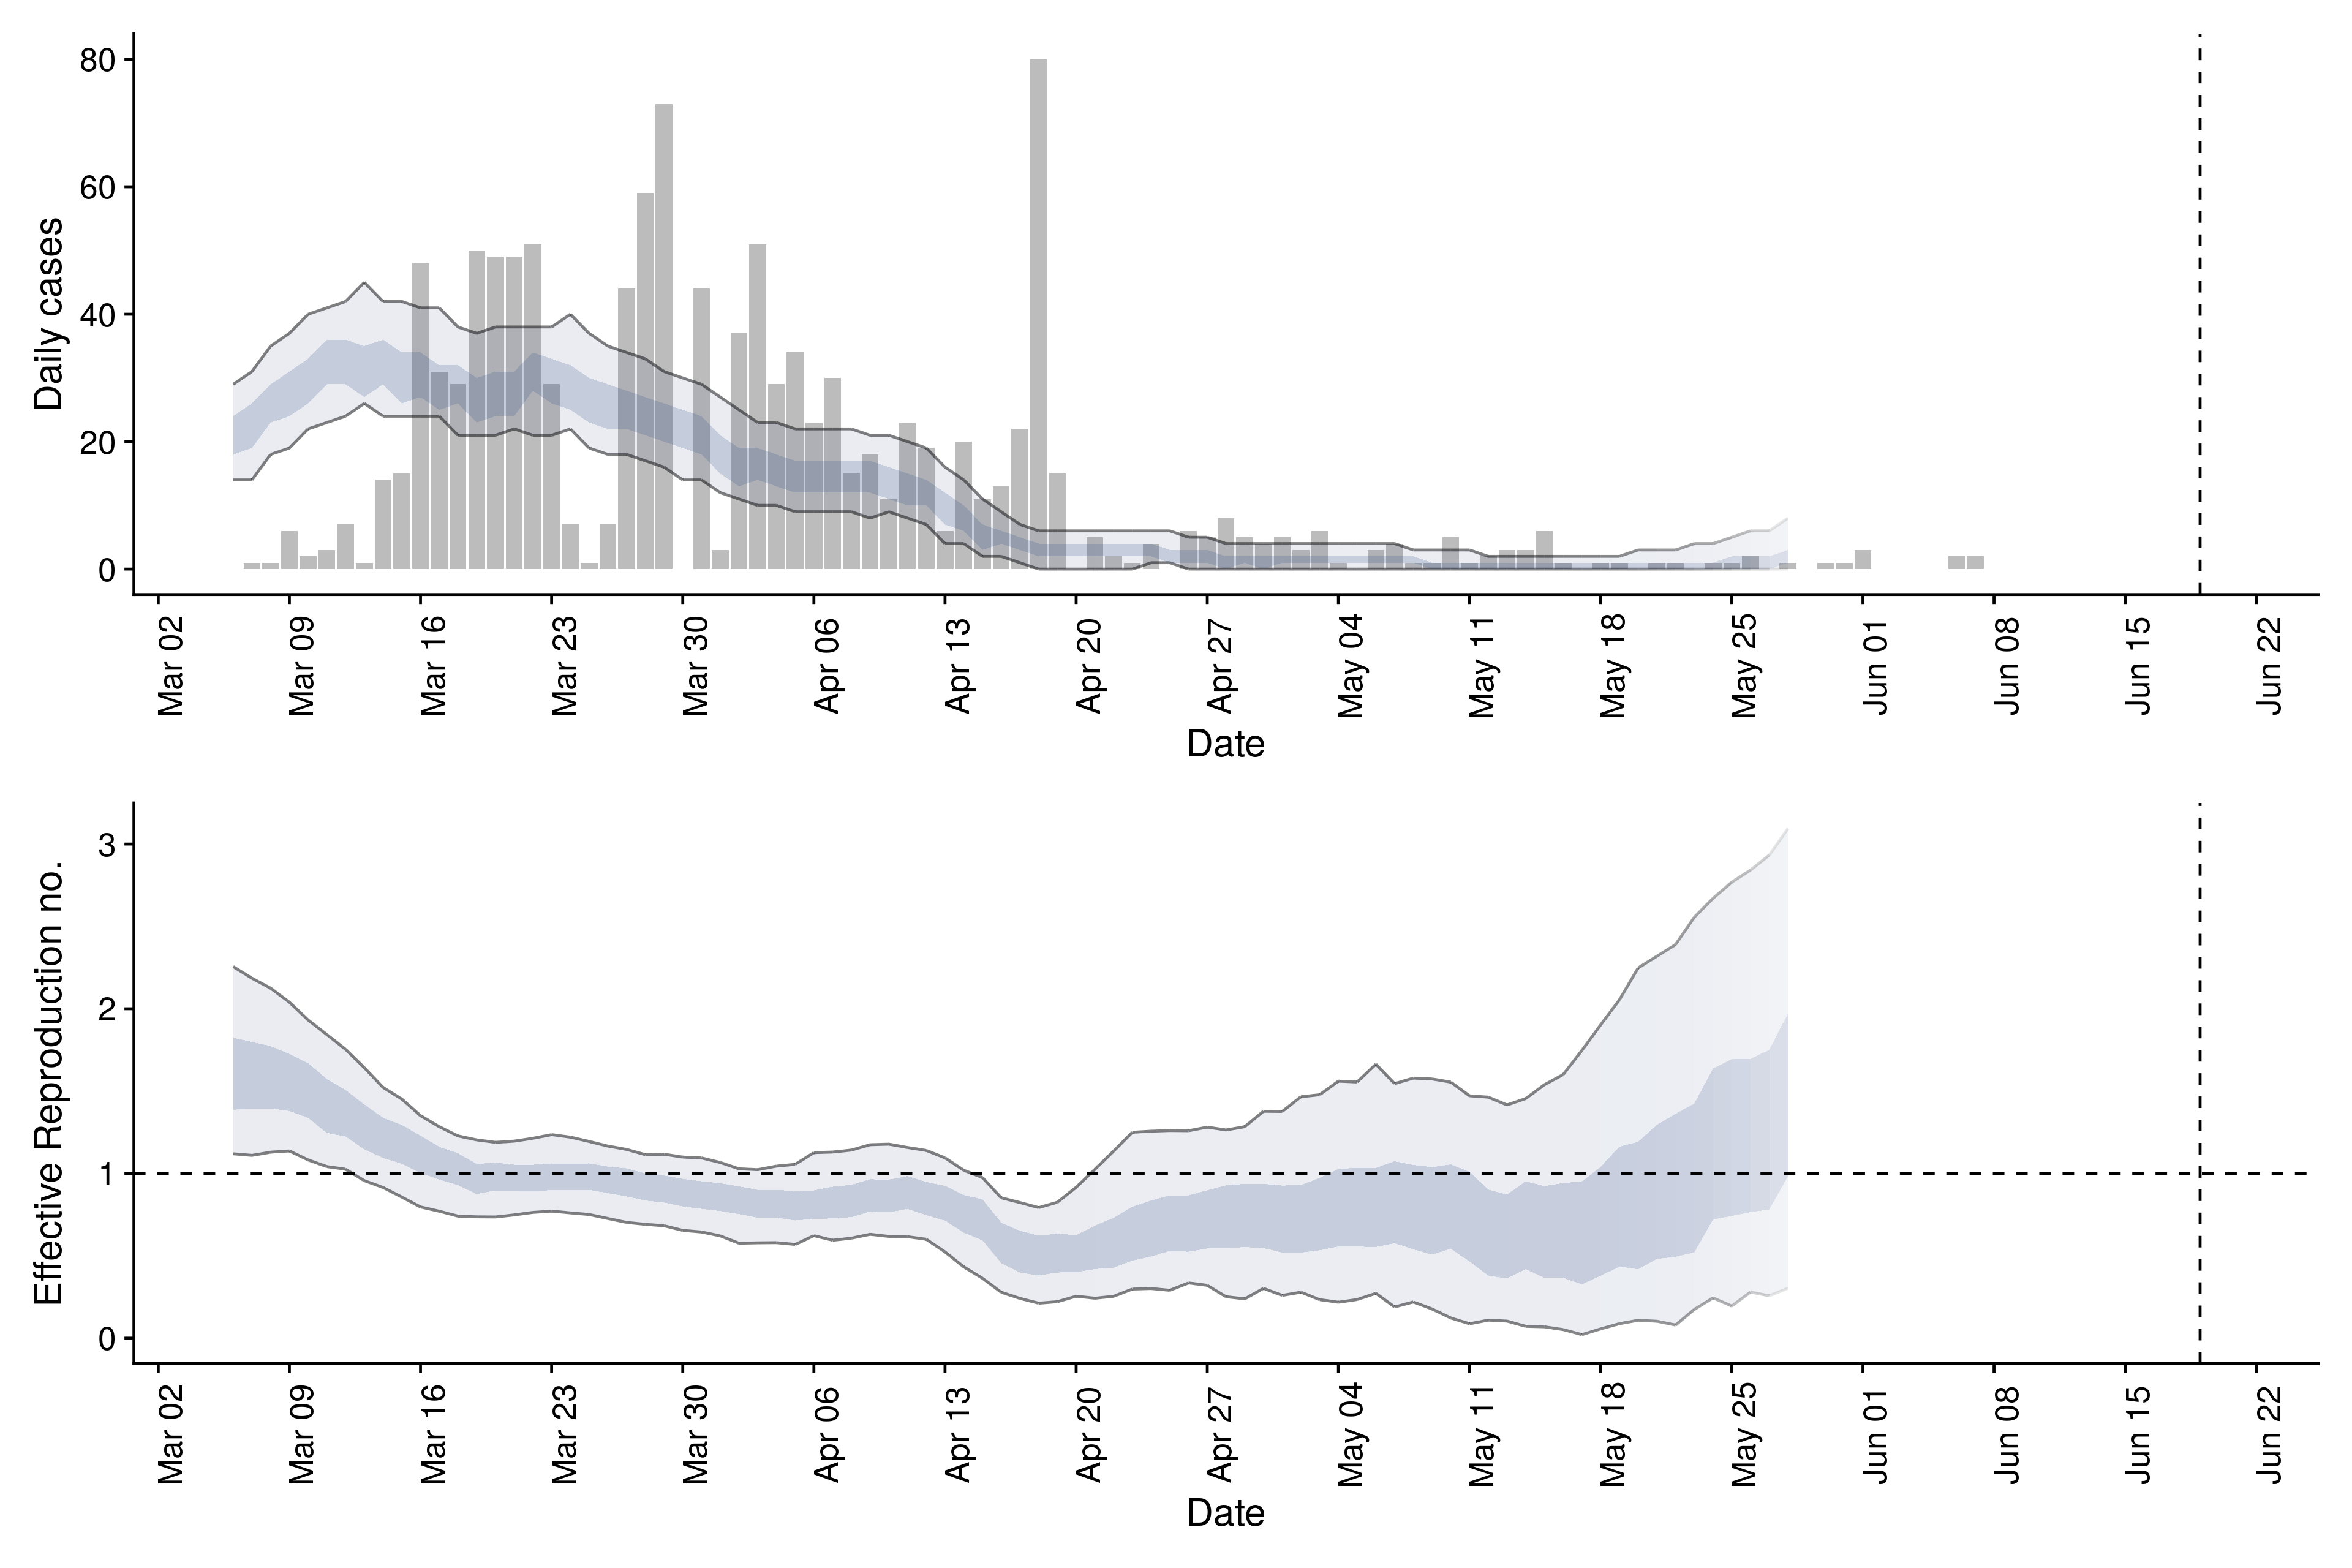 Daily cases
80
60
40
20
0
Mar 02
Mar 09
Mar 16
Mar 23
Mar 30
Apr 06
Apr 13
Apr 20
Apr 27
May 04
May 11
May 18
May 25
Jun 01
Jun 08
Jun 15
Jun 22
Date
Effective Reproduction no.
3
2
1
0
Mar 02
Mar 09
Mar 16
Mar 23
Mar 30
Apr 06
Apr 13
Apr 20
Apr 27
May 04
May 11
May 18
May 25
Jun 01
Jun 08
Jun 15
Jun 22
Date